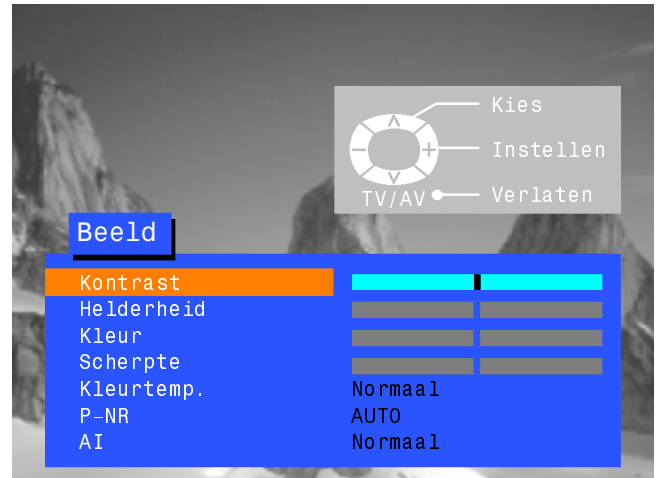 Kies
Instellen
TV/AV Verlaten
Beeld
Kontrast
Helderheid
Kleur
Scherpte
Kleurtemp. Normaal
P-NR AUTO
AI Normaal